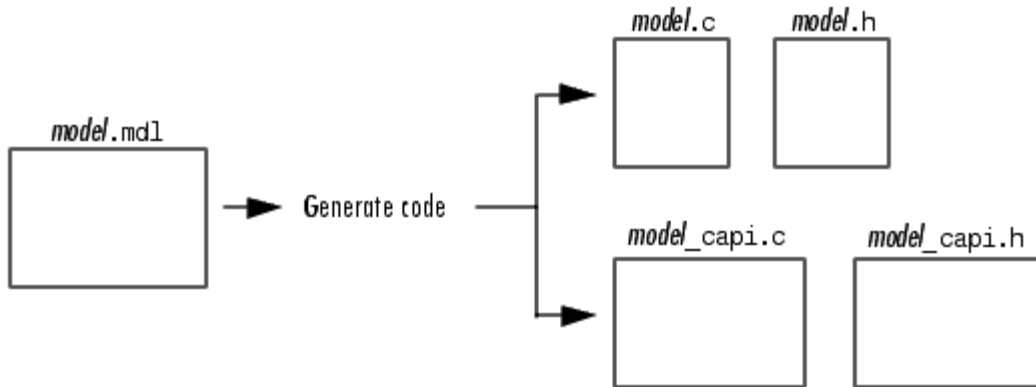 model.c
model.h
model.mdl
Generate code
model_capi.c
model_capi.h